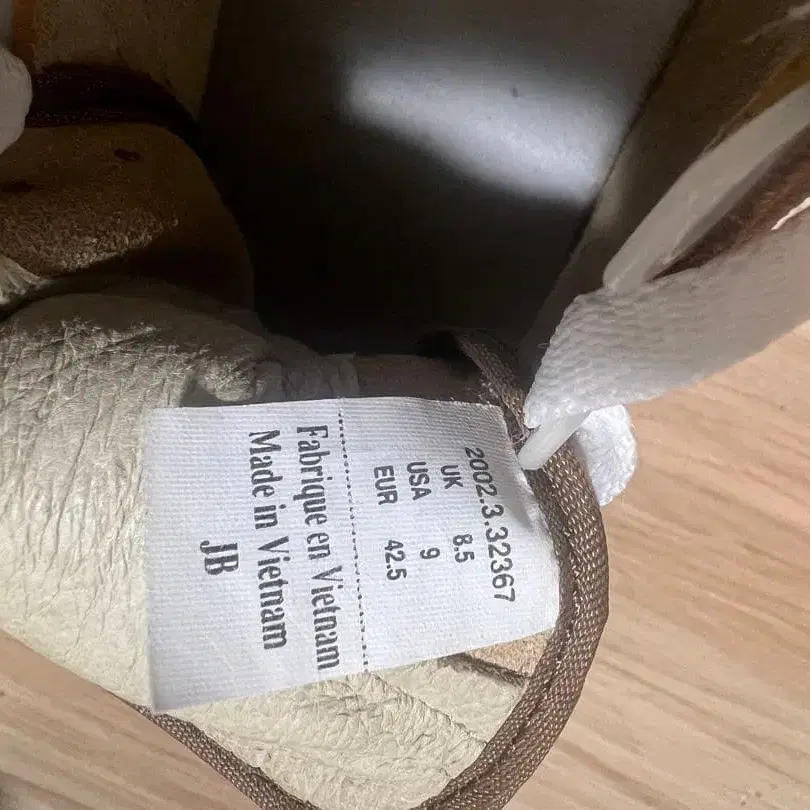 2002.3.32367
UK 8.5
USA 9
EUR 42.5
Fabrique en Vietnam
Made in Vietnam
JB